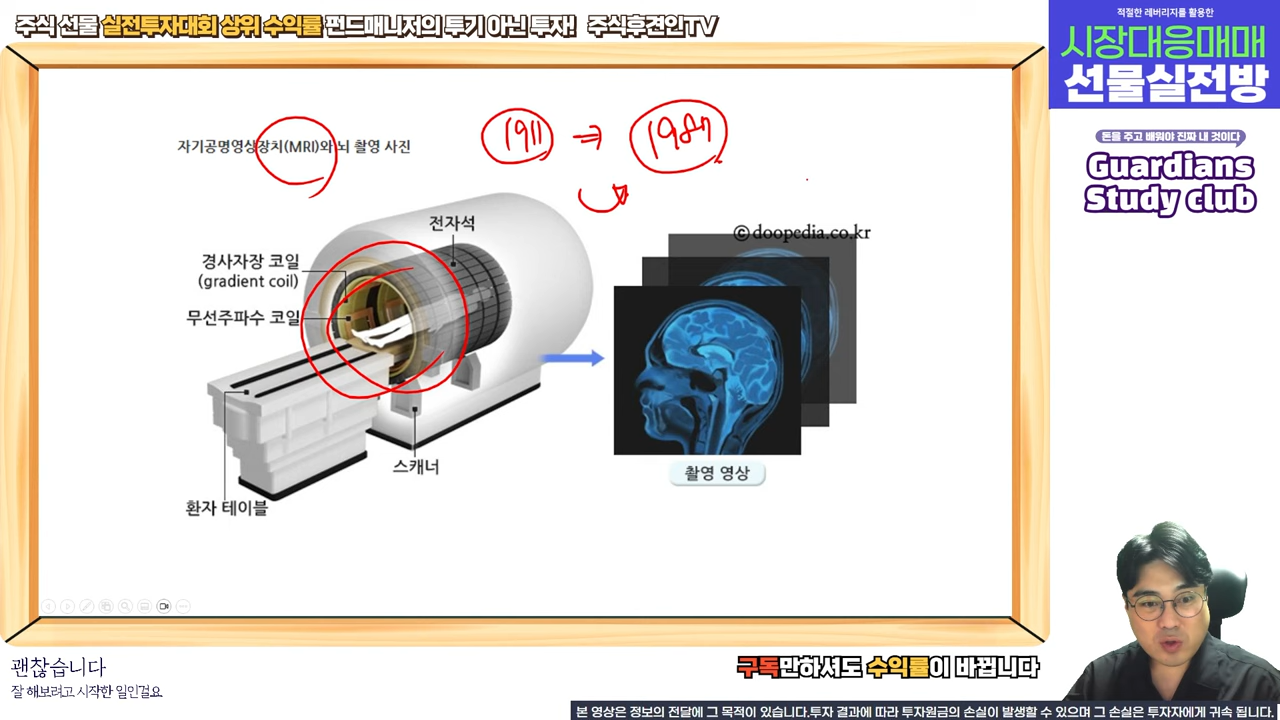 주식 선물 실전투자대회 상위 수익률 펀드매니저의 투기 아닌 투자! 주식후견인TV
적절한 레버리지를 활용한
시장대응매매
선물실전방
돈을 주고 배워야 진짜 내 것이다
Guardians
Study club
자기공명영상장치(MRI)와 뇌 촬영 사진
1911 ⇒ 1987
전자석
ⓒdoopedia.co.kr
경사자장 코일
(gradient coil)
무선주파수 코일
스캐너
촬영 영상
환자 테이블
괜찮습니다
잘 해보려고 시작한 일인걸요
구독만하셔도 수익률이 바뀝니다
본 영상은 정보의 전달에 그 목적이 있습니다.투자 결과에 따라 투자원금의 손실이 발생할 수 있으며 그 손실은 투자자에게 귀속 됩니다.